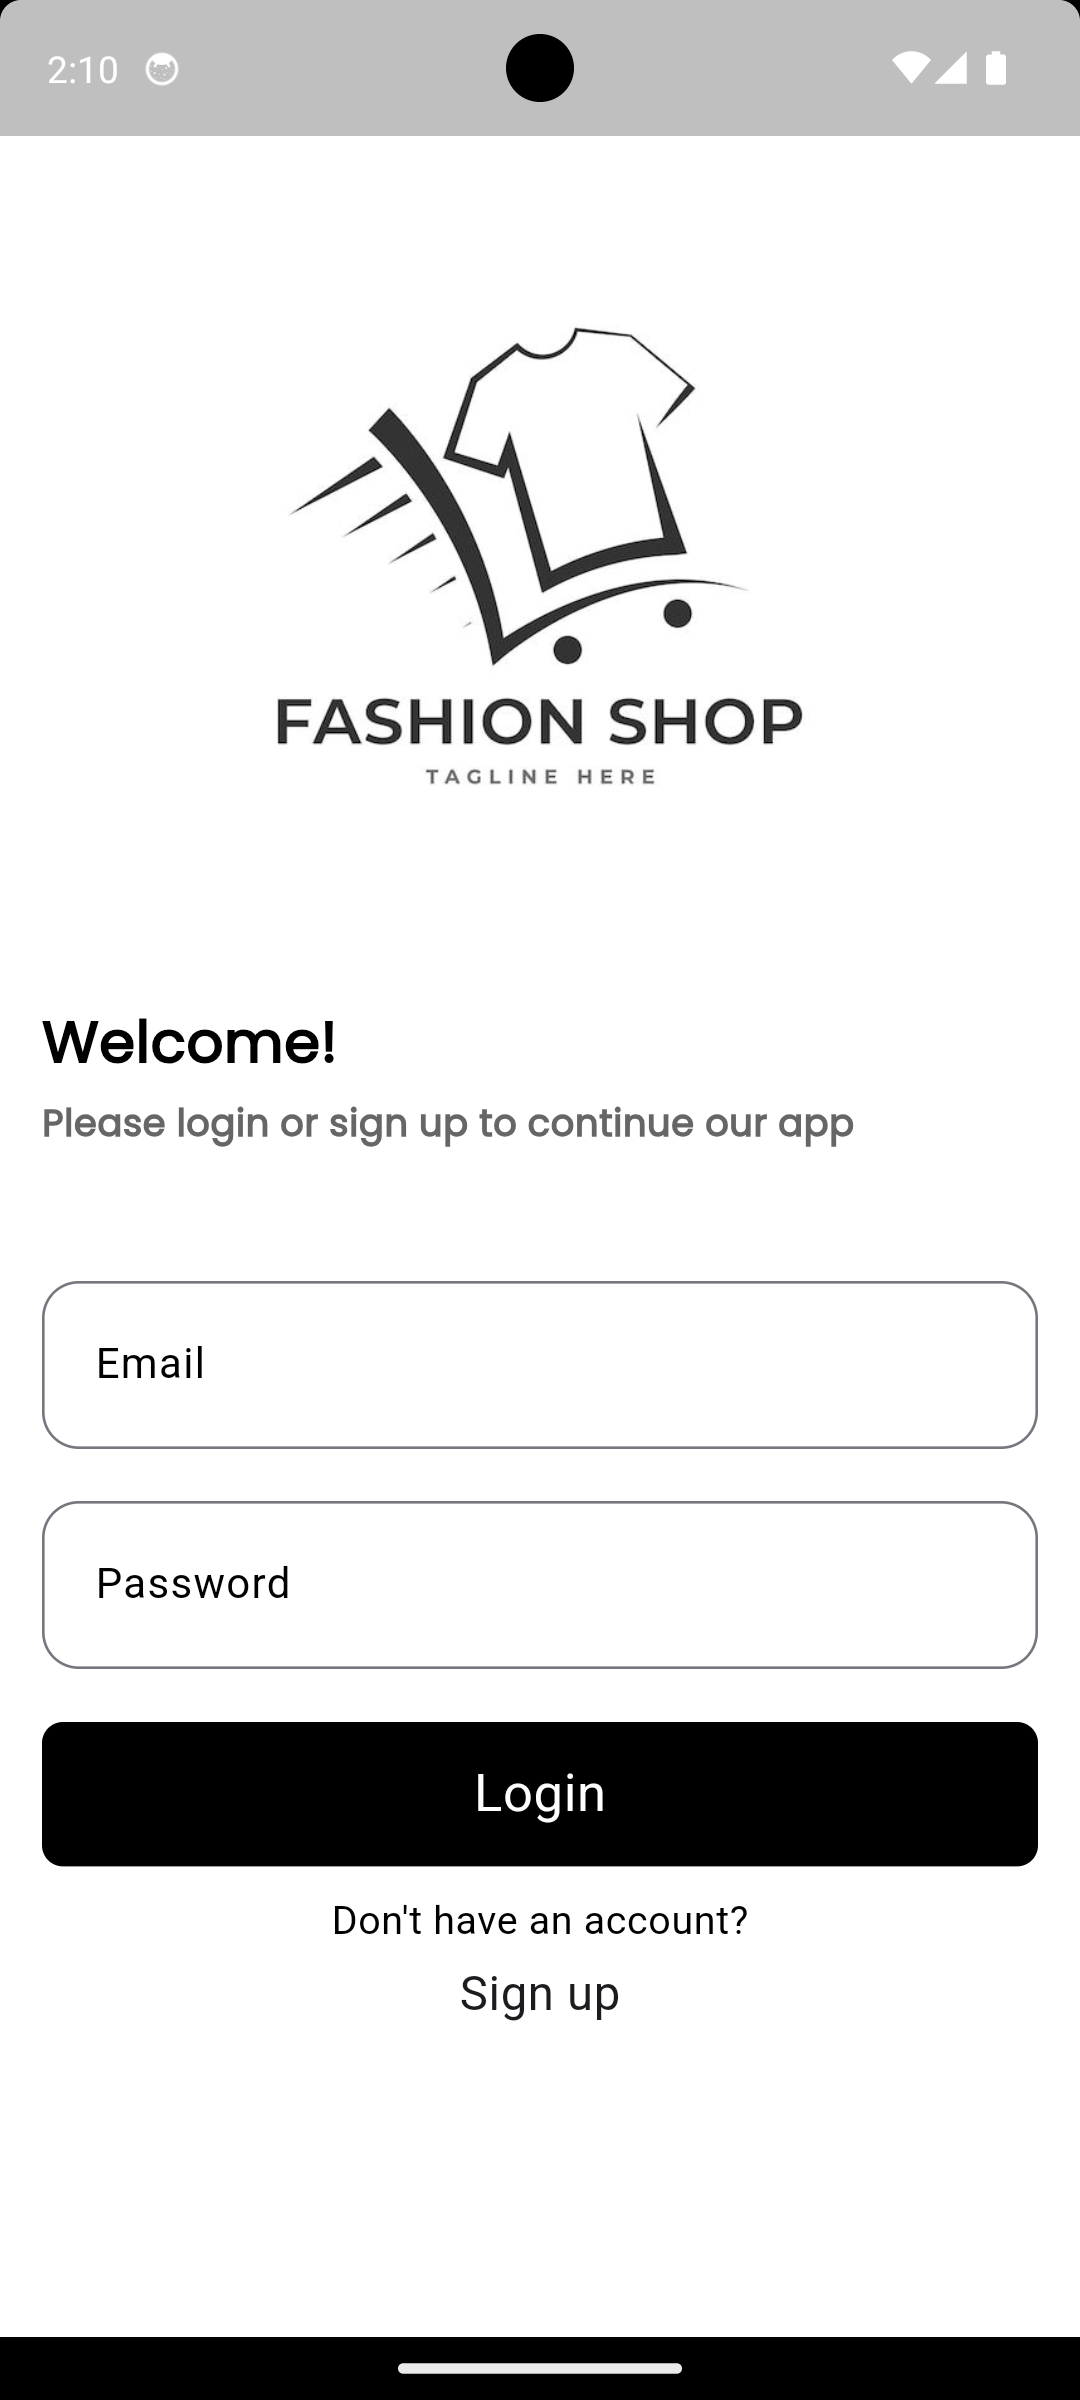 2:10
FASHION SHOP
TAGLINE HERE
Welcome!
Please login or sign up to continue our app
Email
Password
Login
Don't have an account?
Sign up